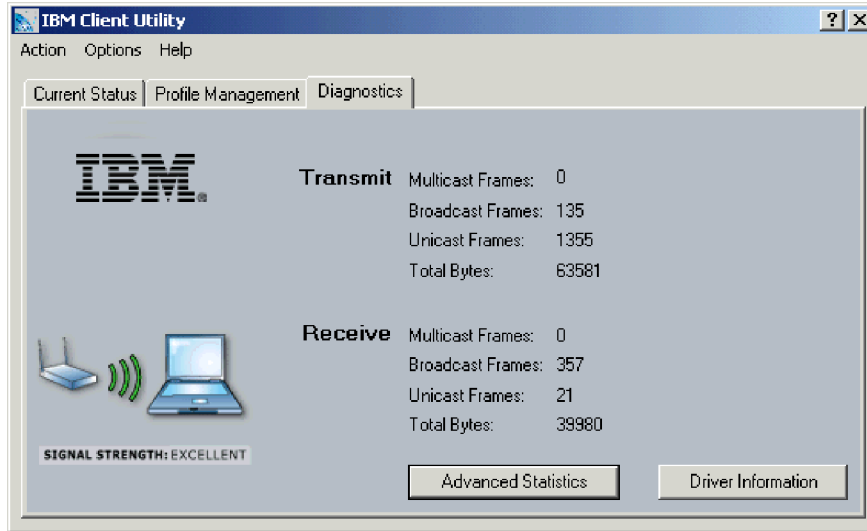 IBM Client Utility
Action Options Help
Current Status Profile Management Diagnostics
IBM®
Transmit Multicast Frames: 0
Broadcast Frames: 135
Unicast Frames: 1355
Total Bytes: 63581
Receive Multicast Frames: 0
Broadcast Frames: 357
Unicast Frames: 21
Total Bytes: 39980
SIGNAL STRENGTH: EXCELLENT
Advanced Statistics Driver Information